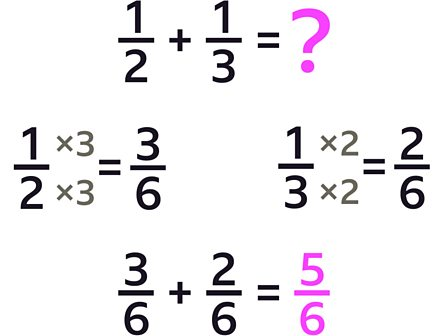 1/2 + 1/3 = ?
1/2 ×3/×3 = 3/6
1/3 ×2/×2 = 2/6
3/6 + 2/6 = 5/6